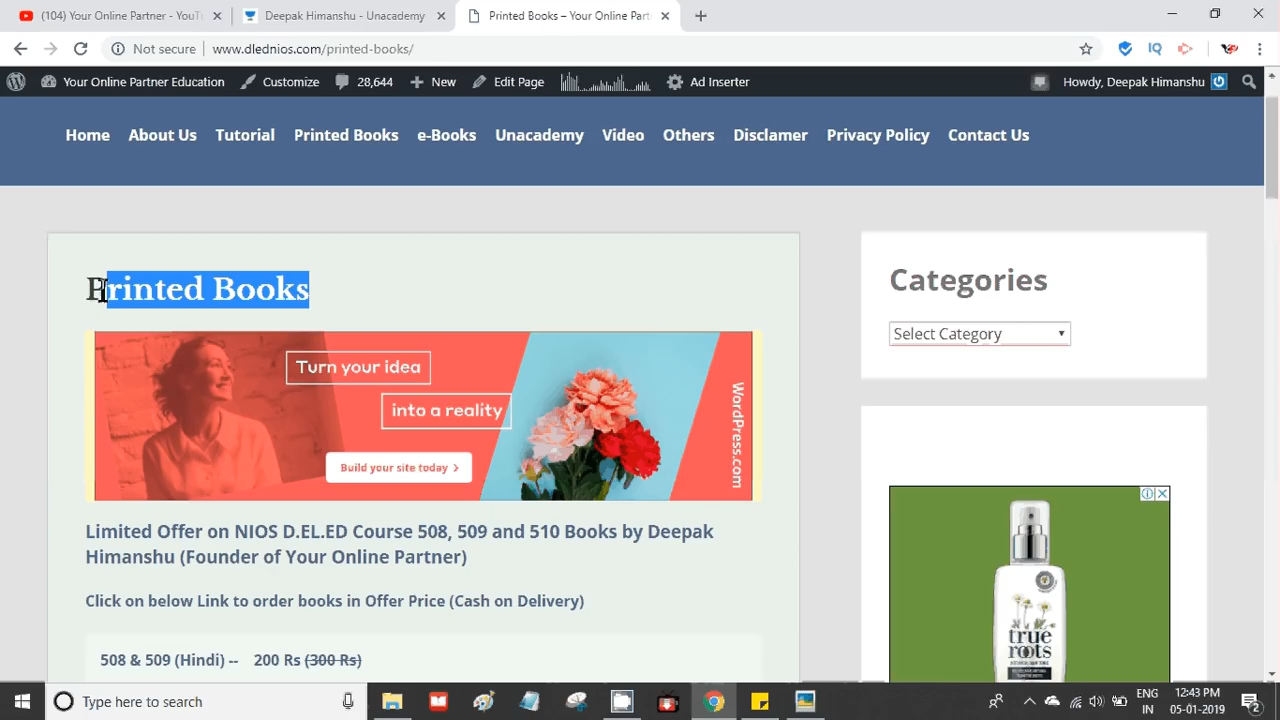 (104) Your Online Partner - YouTu
Deepak Himanshu - Unacademy
Printed Books – Your Online Part
Not secure
www.dlednios.com/printed-books/
Your Online Partner Education
Customize
28,644
New
Edit Page
Ad Inserter
Howdy, Deepak Himanshu
Home About Us Tutorial Printed Books e-Books Unacademy Video Others Disclamer Privacy Policy Contact Us
Printed Books
Turn your idea
into a reality
Build your site today >
WordPress.com
Limited Offer on NIOS D.EL.ED Course 508, 509 and 510 Books by Deepak
Himanshu (Founder of Your Online Partner)
Click on below Link to order books in Offer Price (Cash on Delivery)
508 & 509 (Hindi) -- 200 Rs (300 Rs)
Categories
Select Category
true
roots
Type here to search
ENG
IN
12:43 PM
05-01-2019
2